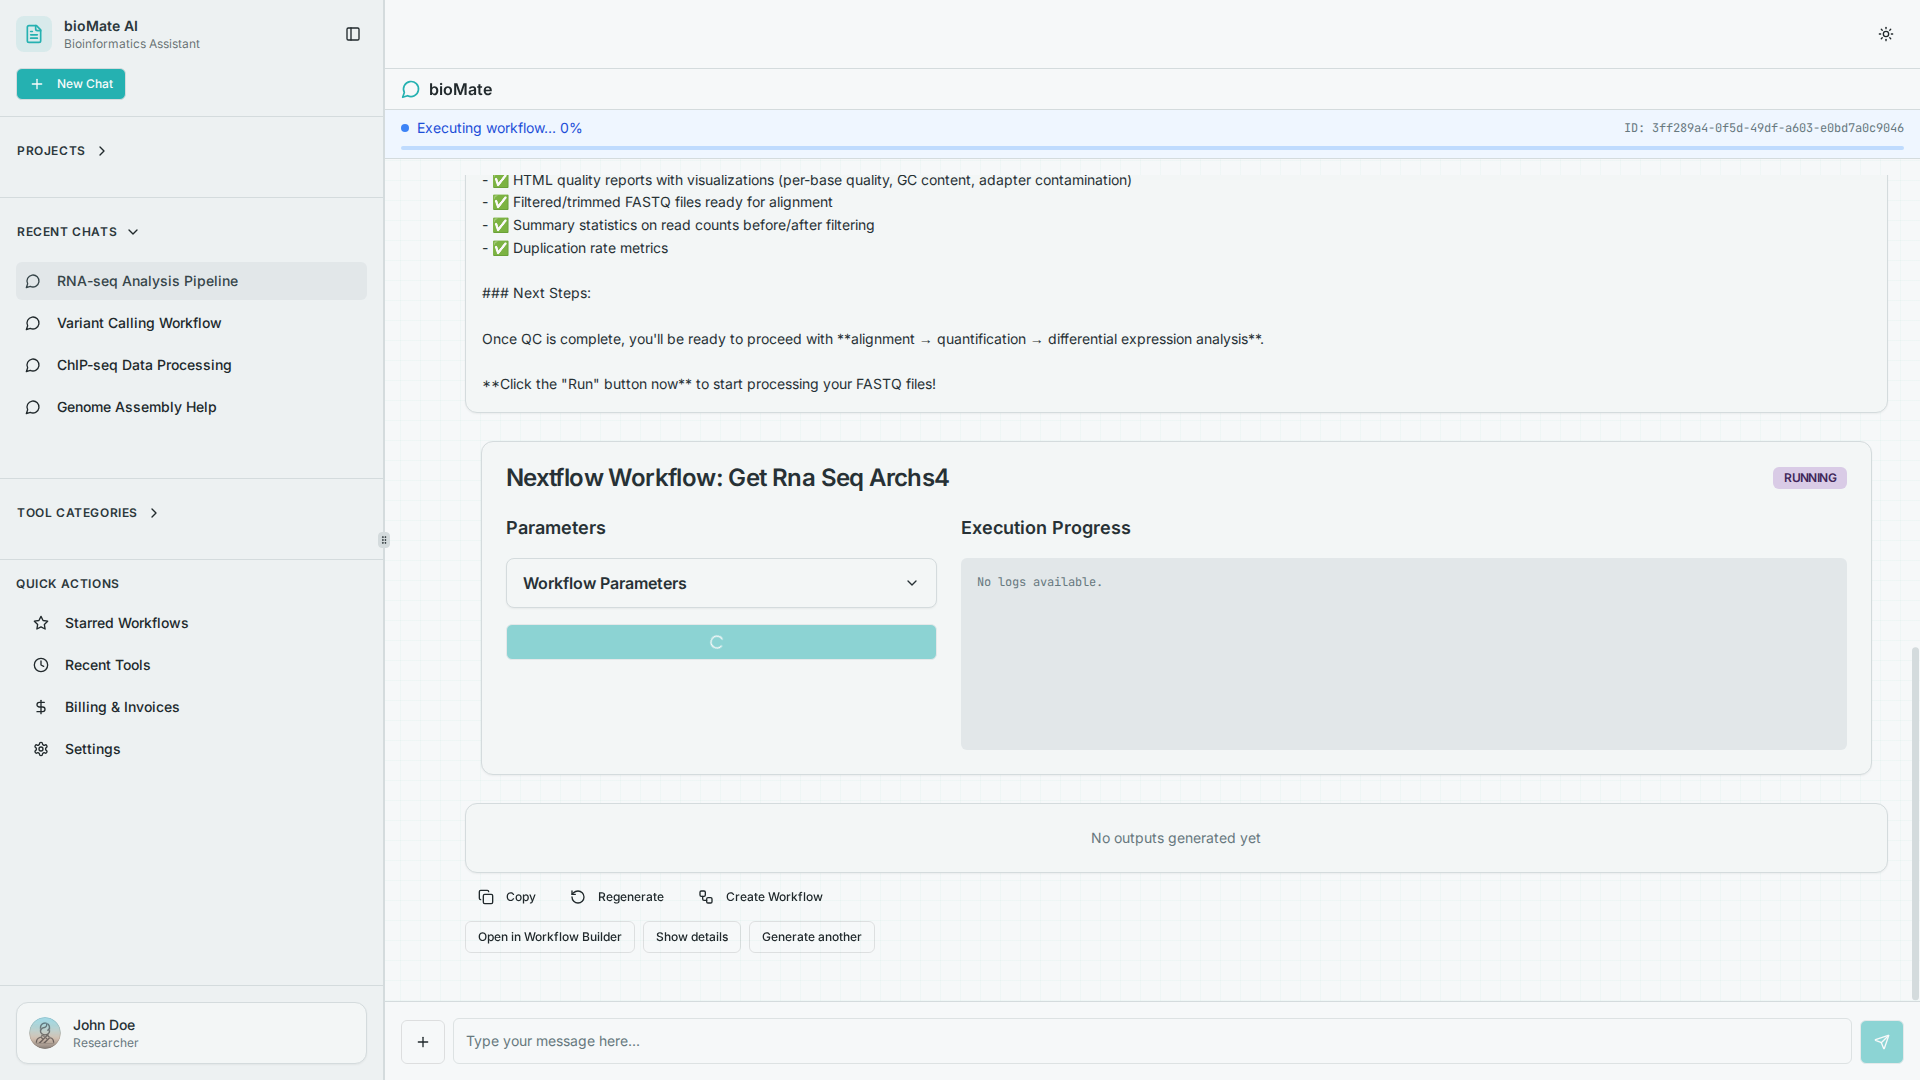 bioMate AI
Bioinformatics Assistant
New Chat
PROJECTS
RECENT CHATS
RNA-seq Analysis Pipeline
Variant Calling Workflow
ChIP-seq Data Processing
Genome Assembly Help
TOOL CATEGORIES
QUICK ACTIONS
Starred Workflows
Recent Tools
Billing & Invoices
Settings
John Doe
Researcher
bioMate
Executing workflow... 0%
ID: 3ff289a4-0f5d-49df-a603-e0bd7a0c9046
- ✅ HTML quality reports with visualizations (per-base quality, GC content, adapter contamination)
- ✅ Filtered/trimmed FASTQ files ready for alignment
- ✅ Summary statistics on read counts before/after filtering
- ✅ Duplication rate metrics
### Next Steps:
Once QC is complete, you'll be ready to proceed with **alignment → quantification → differential expression analysis**.
**Click the "Run" button now** to start processing your FASTQ files!
Nextflow Workflow: Get Rna Seq Archs4
RUNNING
Parameters
Workflow Parameters
Execution Progress
No logs available.
No outputs generated yet
Copy
Regenerate
Create Workflow
Open in Workflow Builder
Show details
Generate another
Type your message here...